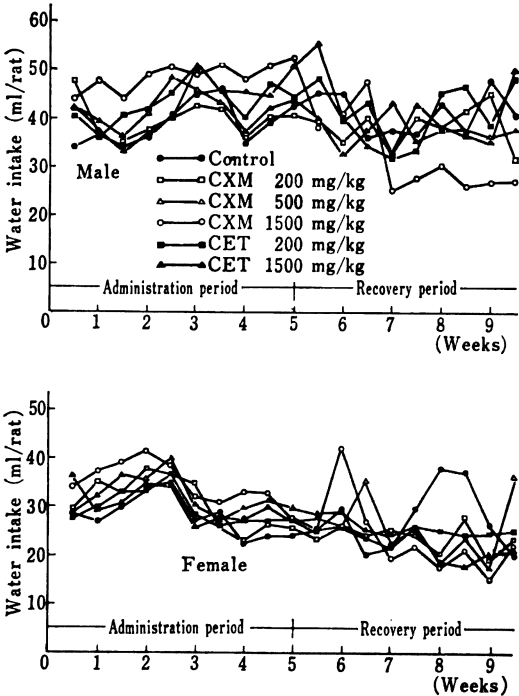 Water intake (ml/rat)
60
50
40
30
20
10
0
Male
Control
CXM 200 mg/kg
CXM 500 mg/kg
CXM 1500 mg/kg
CET 200 mg/kg
CET 1500 mg/kg
Administration period
Recovery period
1 2 3 4 5 6 7 8 9
(Weeks)
Water intake (ml/rat)
50
40
30
20
10
0
Female
Administration period
Recovery period
1 2 3 4 5 6 7 8 9
(Weeks)